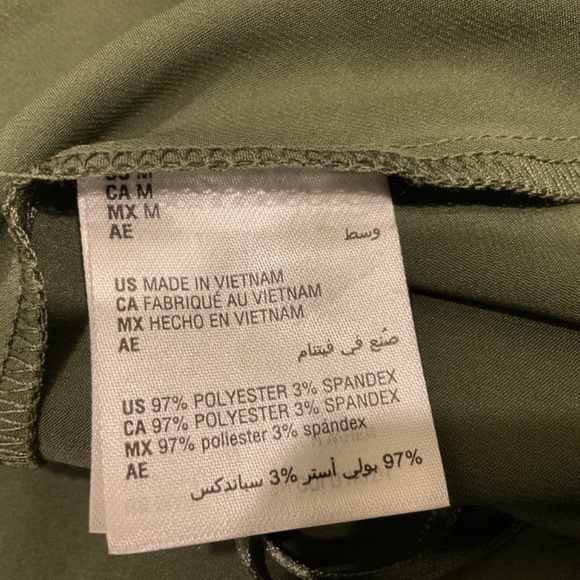 US M
CA M
MX M
AE
وسط
US MADE IN VIETNAM
CA FABRIQUÉ AU VIETNAM
MX HECHO EN VIETNAM
AE
صنّع في فيتنام
US 97% POLYESTER 3% SPANDEX
CA 97% POLYESTER 3% SPANDEX
MX 97% poliester 3% spándex
AE
97% بولي أستر 3% سباندكس